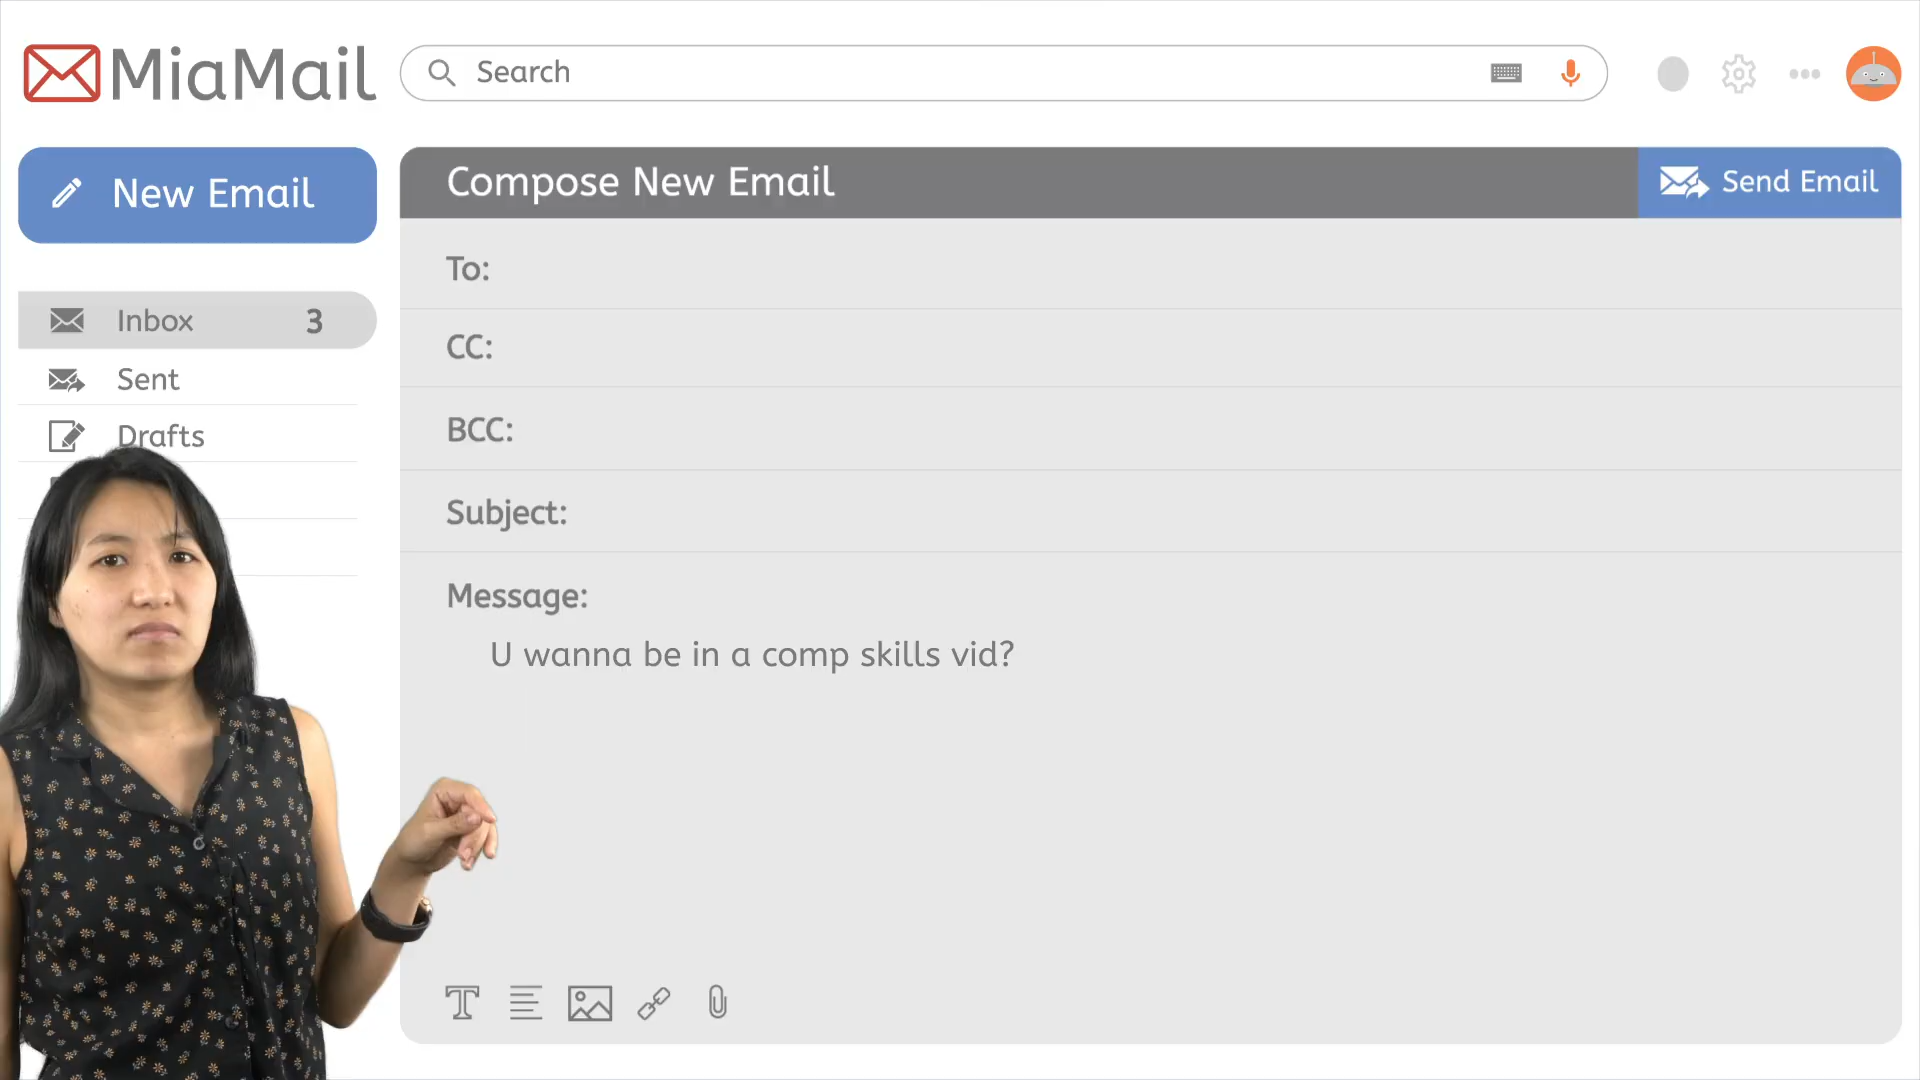 MiaMail
Search
New Email
Compose New Email
Send Email
Inbox 3
Sent
Drafts
To:
CC:
BCC:
Subject:
Message:
U wanna be in a comp skills vid?